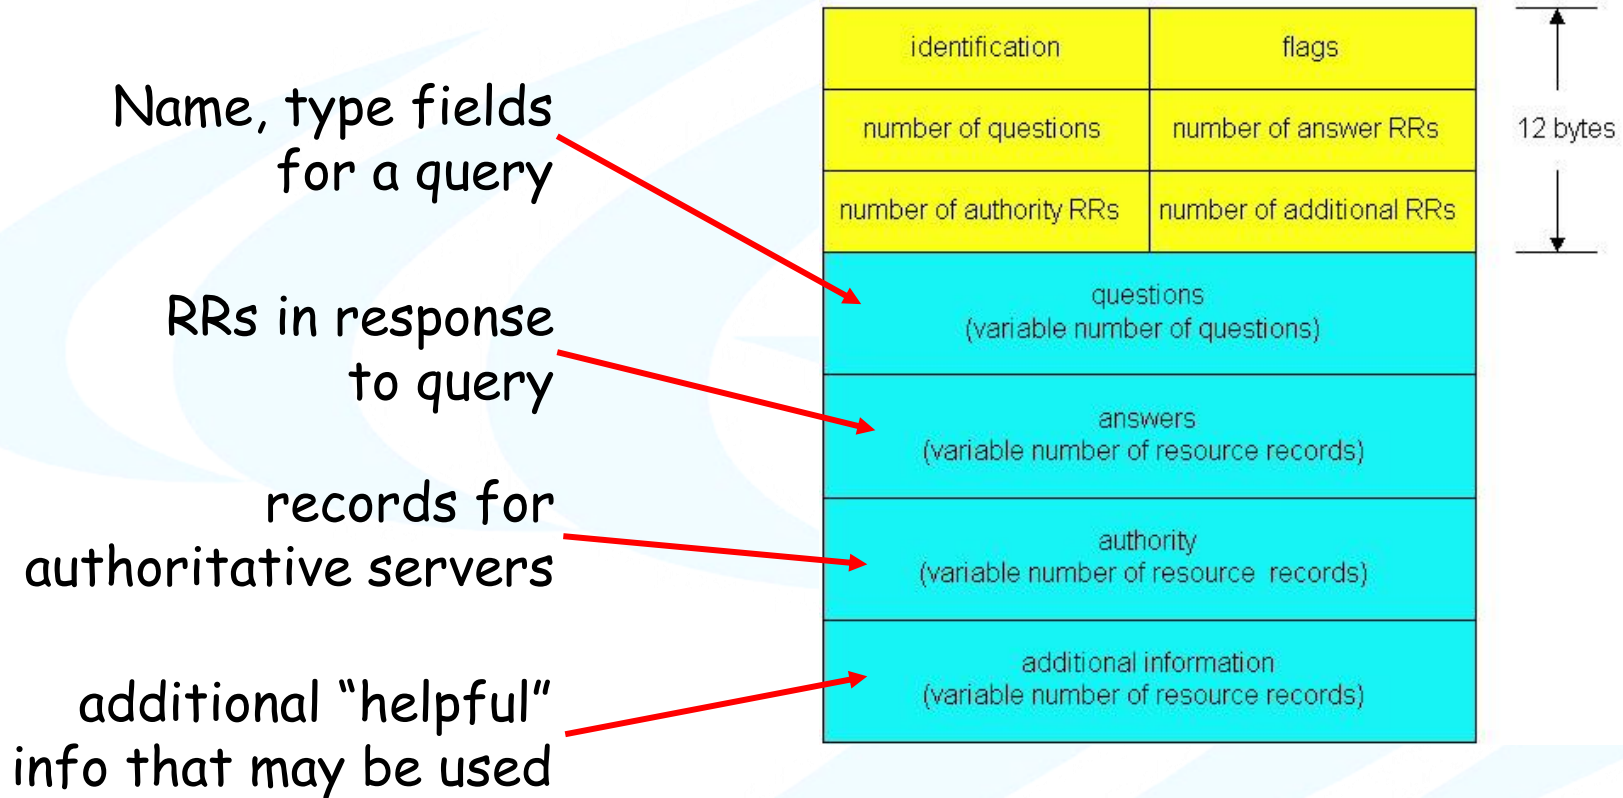 Name, type fields
for a query
RRs in response
to query
records for
authoritative servers
additional “helpful”
info that may be used
identification
flags
number of questions
number of answer RRs
number of authority RRs
number of additional RRs
12 bytes
questions
(variable number of questions)
answers
(variable number of resource records)
authority
(variable number of resource records)
additional information
(variable number of resource records)